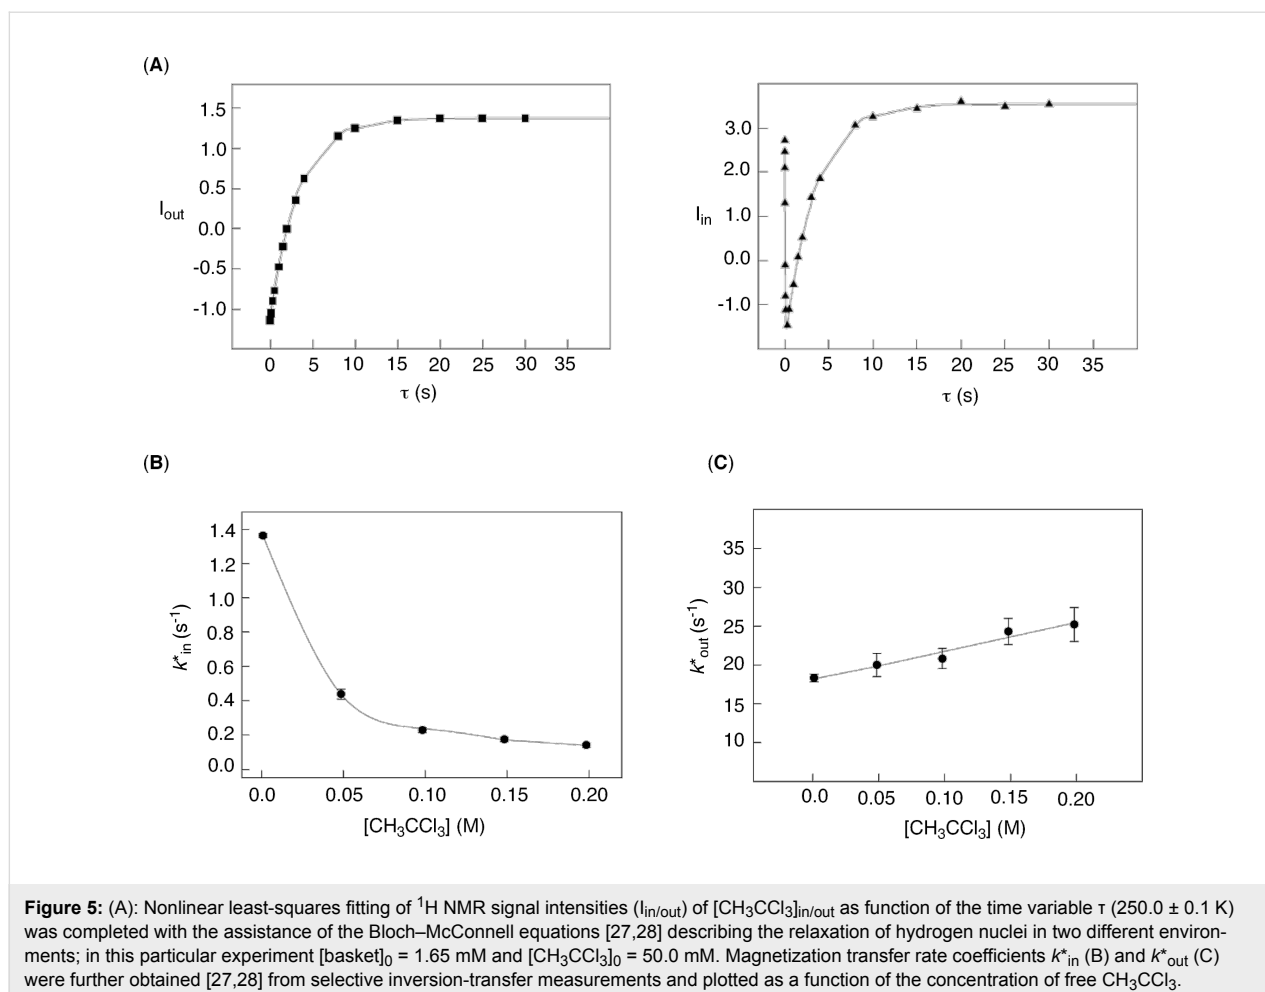 (A)
1.5
1.0
0.5
0.0
-0.5
-1.0
Iout
0 5 10 15 20 25 30 35
τ (s)
3.0
2.0
1.0
0.0
-1.0
Iin
0 5 10 15 20 25 30 35
τ (s)
(B)
1.4
1.2
1.0
0.8
0.6
0.4
0.2
0.0
k*in (s-1)
0.0 0.05 0.10 0.15 0.20
[CH3CCl3] (M)
(C)
35
30
25
20
15
10
k*out (s-1)
0.0 0.05 0.10 0.15 0.20
[CH3CCl3] (M)
Figure 5: (A): Nonlinear least-squares fitting of 1H NMR signal intensities (Iin/out) of [CH3CCl3]in/out as function of the time variable τ (250.0 ± 0.1 K)
was completed with the assistance of the Bloch–McConnell equations [27,28] describing the relaxation of hydrogen nuclei in two different environ-
ments; in this particular experiment [basket]0 = 1.65 mM and [CH3CCl3]0 = 50.0 mM. Magnetization transfer rate coefficients k*in (B) and k*out (C)
were further obtained [27,28] from selective inversion-transfer measurements and plotted as a function of the concentration of free CH3CCl3.